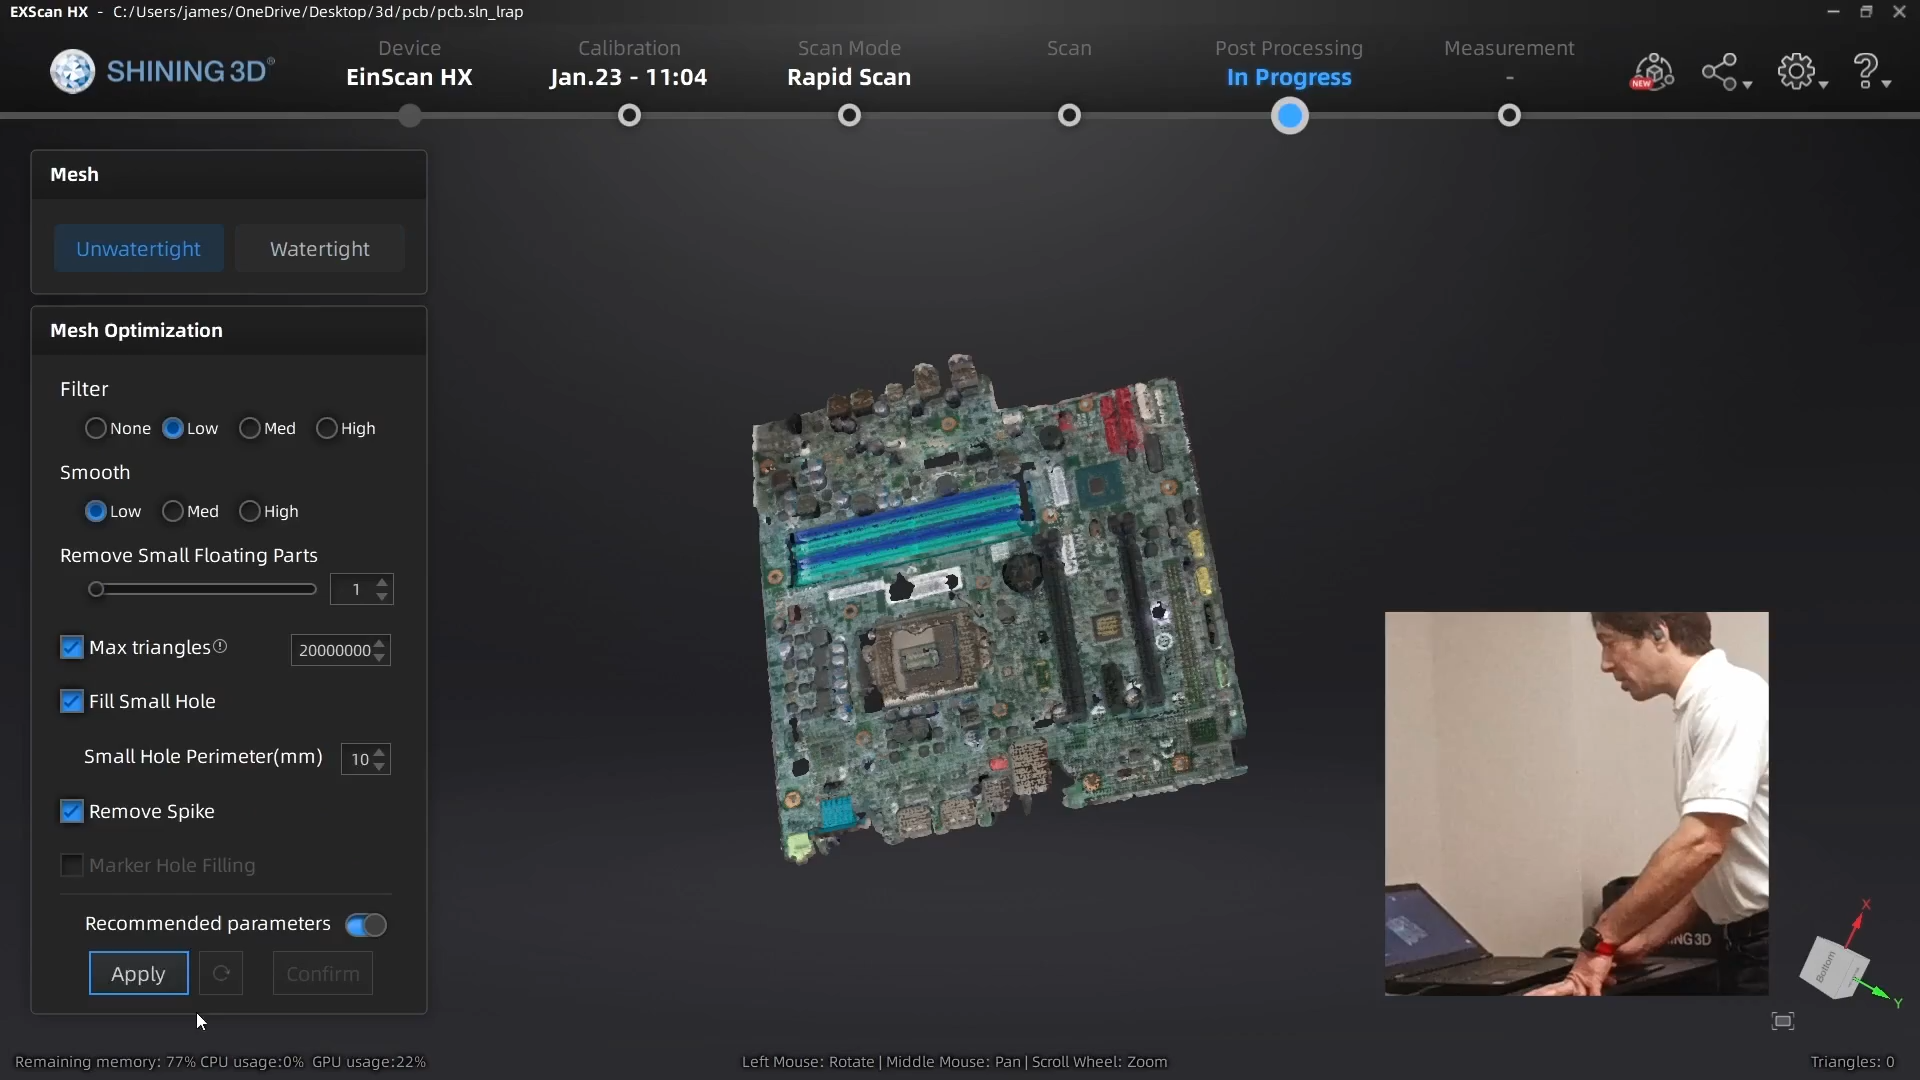 EXScan HX - C:/Users/james/OneDrive/Desktop/3d/pcb/pcb.sln_lrap
SHINING 3D®
Device
EinScan HX
Calibration
Jan.23 - 11:04
Scan Mode
Rapid Scan
Scan
Post Processing
In Progress
Measurement
-
NEW
Mesh
Unwatertight
Watertight
Mesh Optimization
Filter
None Low Med High
Smooth
Low Med High
Remove Small Floating Parts
1
Max triangles
20000000
Fill Small Hole
Small Hole Perimeter(mm)
10
Remove Spike
Marker Hole Filling
Recommended parameters
Apply
Confirm
NG 3D
Bottom
X
Y
Remaining memory: 77% CPU usage:0% GPU usage:22%
Left Mouse: Rotate | Middle Mouse: Pan | Scroll Wheel: Zoom
Triangles: 0